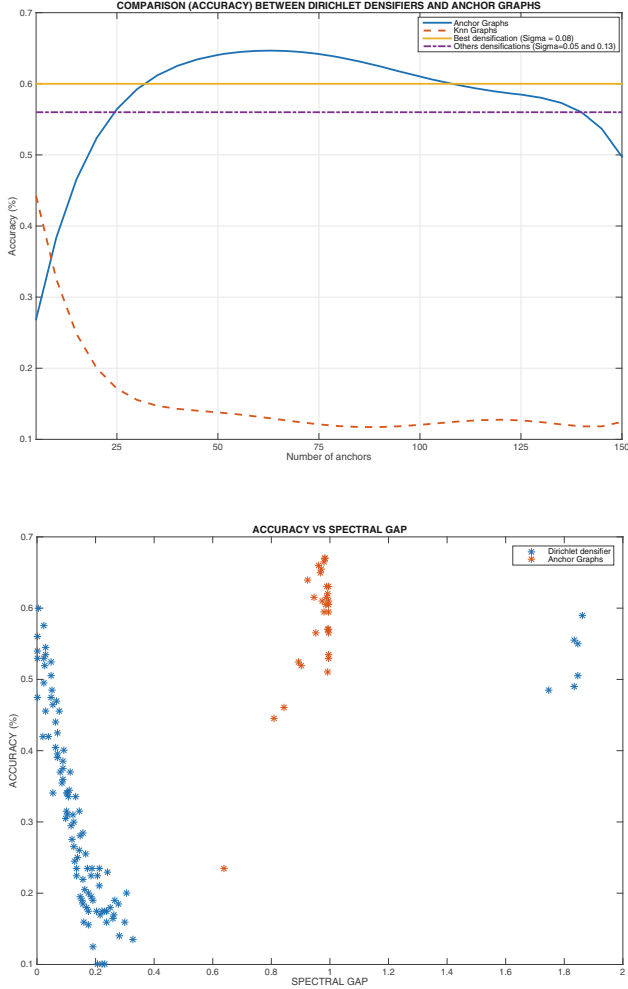 COMPARISON (ACCURACY) BETWEEN DIRICHLET DENSIFIERS AND ANCHOR GRAPHS
Anchor Graphs
Knn Graphs
Best densification (Sigma = 0.08)
Others densifications (Sigma=0.05 and 0.13)
0.7
0.6
0.5
0.4
0.3
0.2
0.1
Accuracy (%)
25
50
75
100
125
150
Number of anchors
ACCURACY VS SPECTRAL GAP
Dirichlet densifier
Anchor Graphs
0.7
0.6
0.5
0.4
0.3
0.2
0.1
ACCURACY (%)
0
0.2
0.4
0.6
0.8
1
1.2
1.4
1.6
1.8
2
SPECTRAL GAP